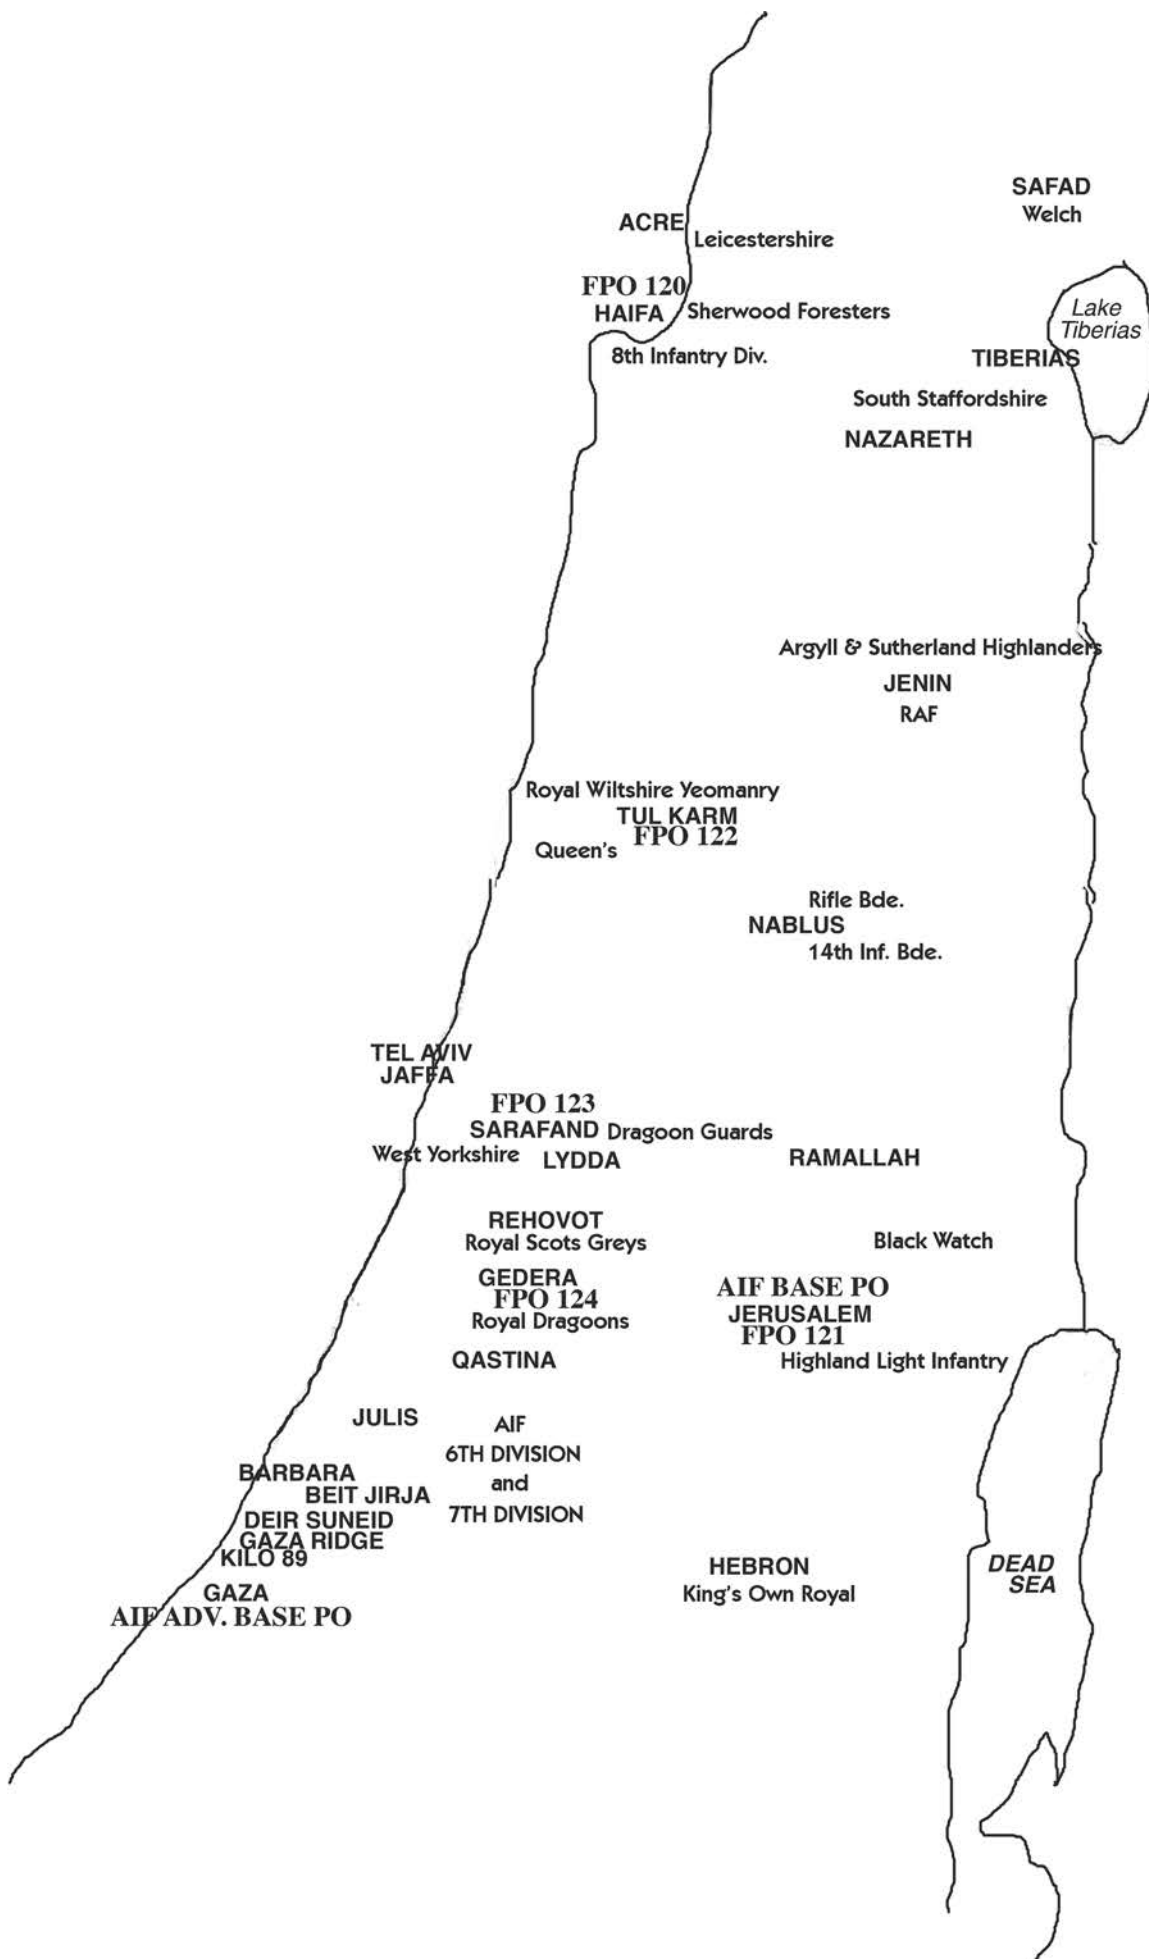 SAFAD
Welch
ACRE
Leicestershire
FPO 120
HAIFA
Sherwood Foresters
Lake
Tiberias
8th Infantry Div.
TIBERIAS
South Staffordshire
NAZARETH
Argyll & Sutherland Highlanders
JENIN
RAF
Royal Wiltshire Yeomanry
TUL KARM
FPO 122
Queen's
Rifle Bde.
NABLUS
14th Inf. Bde.
TEL AVIV
JAFFA
FPO 123
SARAFAND
Dragoon Guards
West Yorkshire
LYDDA
RAMALLAH
REHOVOT
Royal Scots Greys
Black Watch
GEDERA
FPO 124
Royal Dragoons
AIF BASE PO
JERUSALEM
FPO 121
Highland Light Infantry
QASTINA
JULIS
AIF
6TH DIVISION
and
7TH DIVISION
BARBARA
BEIT JIRJA
DEIR SUNEID
GAZA RIDGE
KILO 89
GAZA
AIF ADV. BASE PO
HEBRON
King's Own Royal
DEAD
SEA